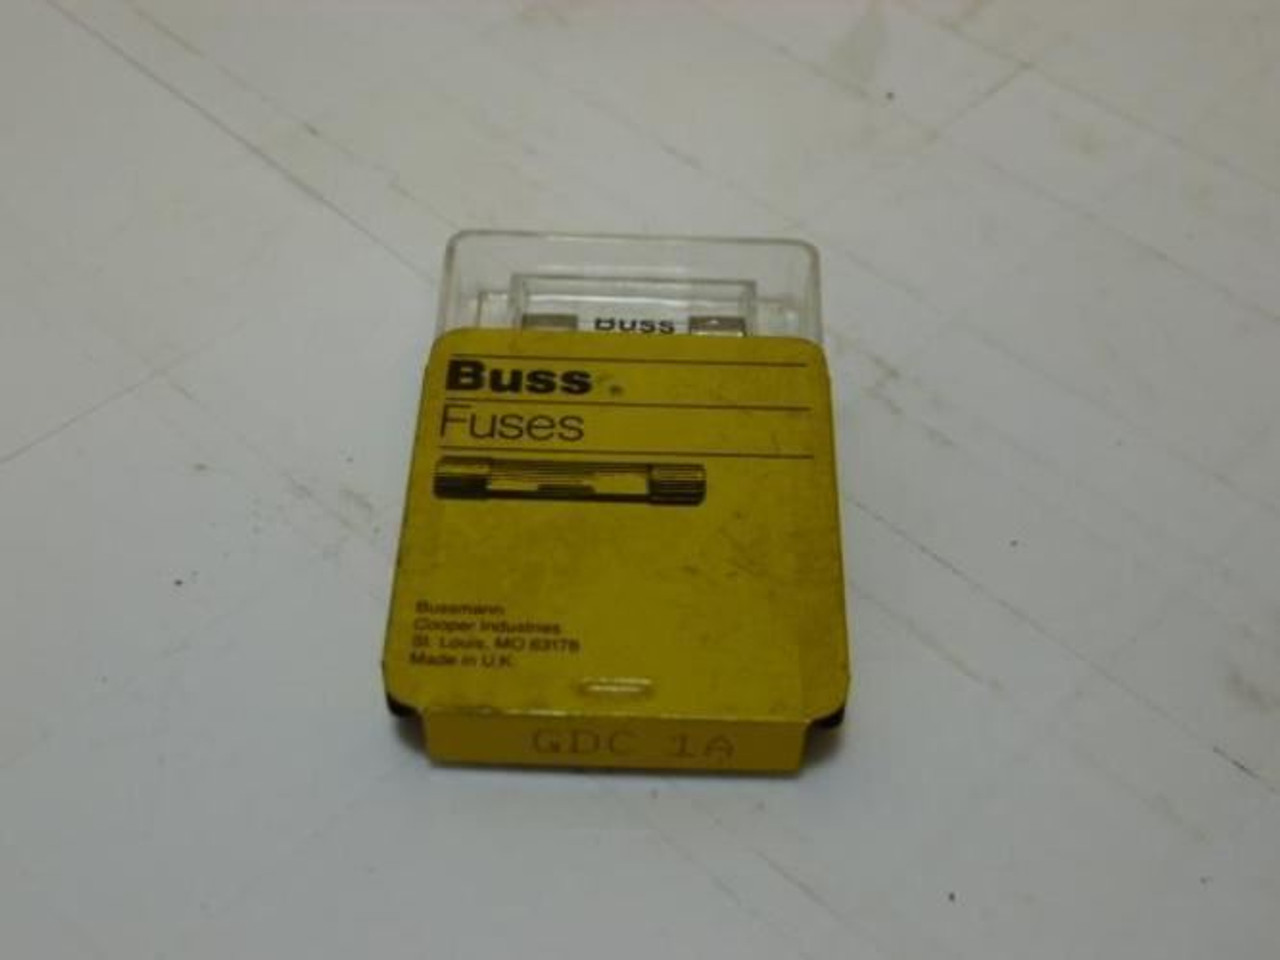 Buss
Buss
Fuses
Bussmann
Cooper Industries
St. Louis, MO 63178
Made in U.K.
GDC 1A